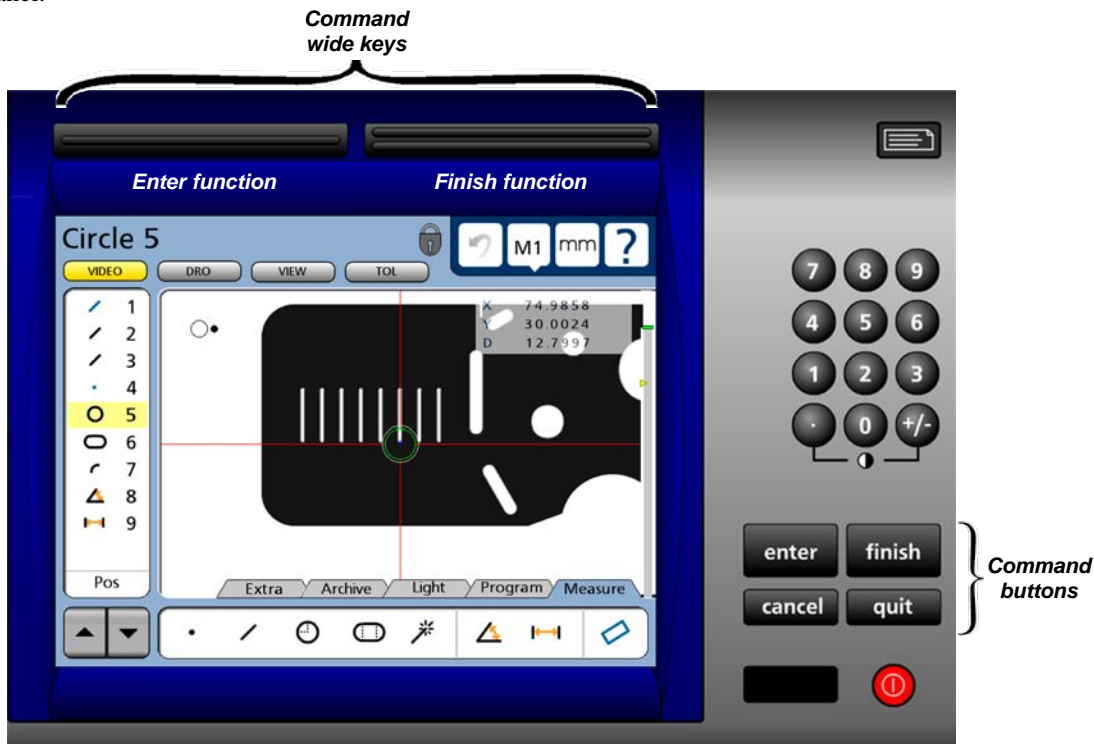 Command
wide keys
Enter function
Finish function
Circle 5
M1
mm
?
VIDEO
DRO
VIEW
TOL
1
2
3
4
5
6
7
8
9
Pos
X 74.9858
Y 30.0024
D 12.7997
Extra
Archive
Light
Program
Measure
7 8 9
4 5 6
1 2 3
. 0 +/-
enter
finish
cancel
quit
Command
buttons